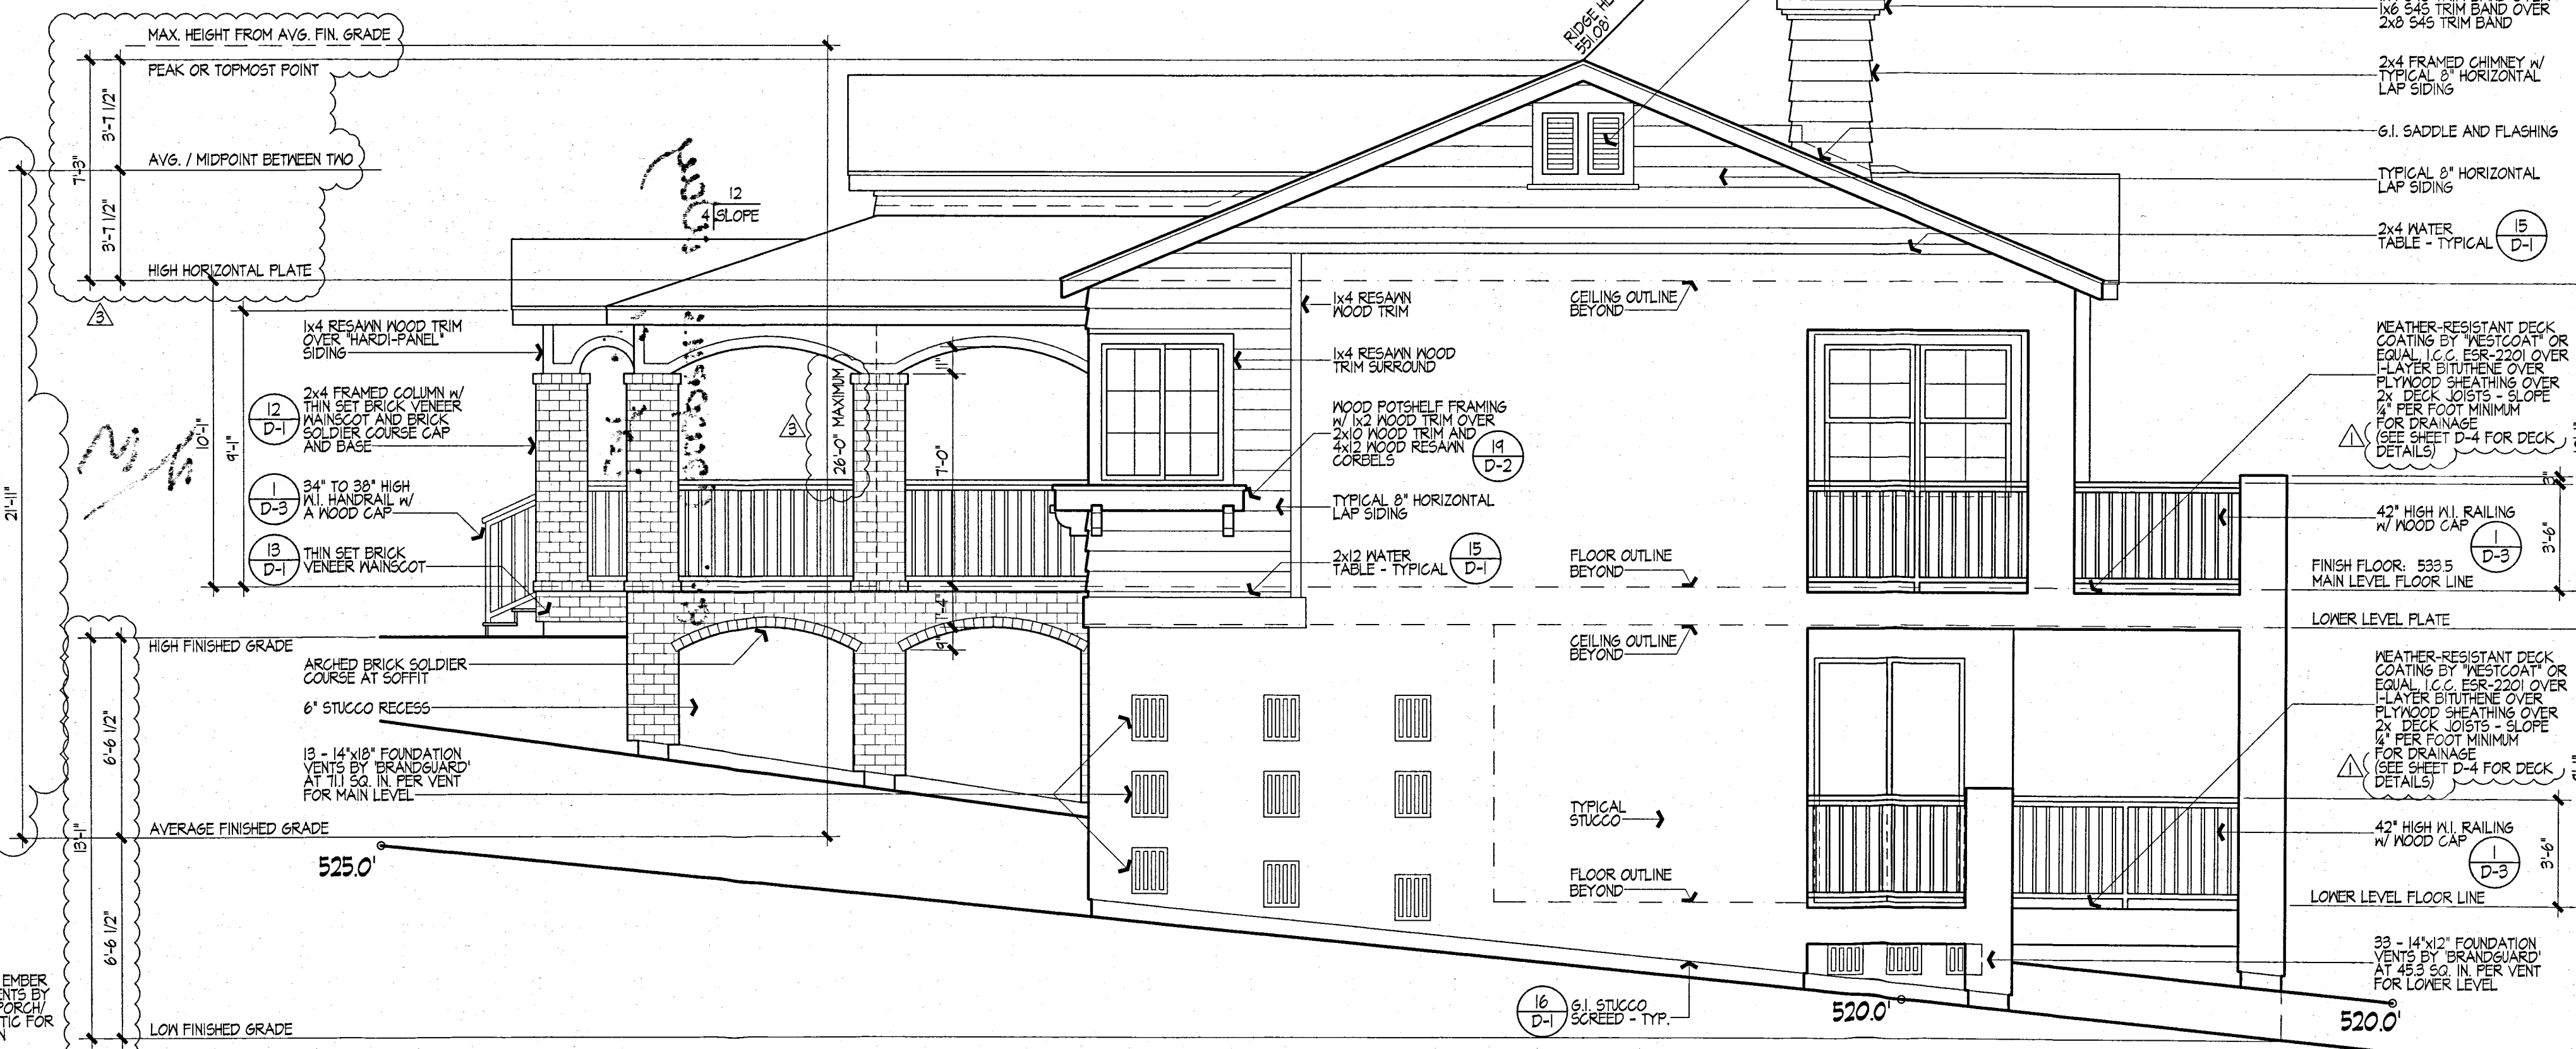 MAX. HEIGHT FROM AVG. FIN. GRADE
PEAK OR TOPMOST POINT
3'-7 1/2"
7'-3"
AVG. / MIDPOINT BETWEEN TWO
3'-7 1/2"
HIGH HORIZONTAL PLATE
3
21'-11"
10'-1"
9'-1"
12
4 SLOPE
RIDGE
551.08'
1x4 RESAWN WOOD TRIM
OVER "HARDI-PANEL"
SIDING
12
D-1
2x4 FRAMED COLUMN w/
THIN SET BRICK VENEER
WAINSCOT AND BRICK
SOLDIER COURSE CAP
AND BASE
1
D-3
34" TO 38" HIGH
W.I. HANDRAIL w/
A WOOD CAP
13
D-1
THIN SET BRICK
VENEER WAINSCOT
HIGH FINISHED GRADE
ARCHED BRICK SOLDIER
COURSE AT SOFFIT
6" STUCCO RECESS
13 - 14"x18" FOUNDATION
VENTS BY 'BRANDGUARD'
AT 71.1 SQ. IN. PER VENT
FOR MAIN LEVEL
6'-6 1/2"
13'-1"
AVERAGE FINISHED GRADE
525.0'
6'-6 1/2"
LOW FINISHED GRADE
EMBER
VENTS BY
PORCH/
ATTIC FOR
3
26'-0" MAXIMUM
11"
7'-0"
1'-4"
9"
1x4 RESAWN
WOOD TRIM
1x4 RESAWN WOOD
TRIM SURROUND
WOOD POTSHELF FRAMING
w/ 1x2 WOOD TRIM OVER
2x10 WOOD TRIM AND
4x12 WOOD RESAWN
CORBELS
19
D-2
TYPICAL 8" HORIZONTAL
LAP SIDING
2x12 WATER
TABLE - TYPICAL
15
D-1
CEILING OUTLINE
BEYOND
FLOOR OUTLINE
BEYOND
CEILING OUTLINE
BEYOND
TYPICAL
STUCCO
FLOOR OUTLINE
BEYOND
16
D-1
G.I. STUCCO
SCREED - TYP.
520.0'
520.0'
1x6 S4S TRIM BAND OVER
2x8 S4S TRIM BAND
2x4 FRAMED CHIMNEY w/
TYPICAL 8" HORIZONTAL
LAP SIDING
G.I. SADDLE AND FLASHING
TYPICAL 8" HORIZONTAL
LAP SIDING
2x4 WATER
TABLE - TYPICAL
15
D-1
WEATHER-RESISTANT DECK
COATING BY "WESTCOAT" OR
EQUAL, I.C.C. ESR-2201 OVER
1-LAYER BITUTHENE OVER
PLYWOOD SHEATHING OVER
2x DECK JOISTS - SLOPE
1/4" PER FOOT MINIMUM
FOR DRAINAGE
(SEE SHEET D-4 FOR DECK
DETAILS)
1
3"
42" HIGH W.I. RAILING
w/ WOOD CAP
1
D-3
3'-6"
FINISH FLOOR: 533.5
MAIN LEVEL FLOOR LINE
LOWER LEVEL PLATE
WEATHER-RESISTANT DECK
COATING BY "WESTCOAT" OR
EQUAL, I.C.C. ESR-2201 OVER
1-LAYER BITUTHENE OVER
PLYWOOD SHEATHING OVER
2x DECK JOISTS - SLOPE
1/4" PER FOOT MINIMUM
FOR DRAINAGE
(SEE SHEET D-4 FOR DECK
DETAILS)
1
42" HIGH W.I. RAILING
w/ WOOD CAP
1
D-3
3'-6"
LOWER LEVEL FLOOR LINE
33 - 14"x12" FOUNDATION
VENTS BY 'BRANDGUARD'
AT 45.3 SQ. IN. PER VENT
FOR LOWER LEVEL